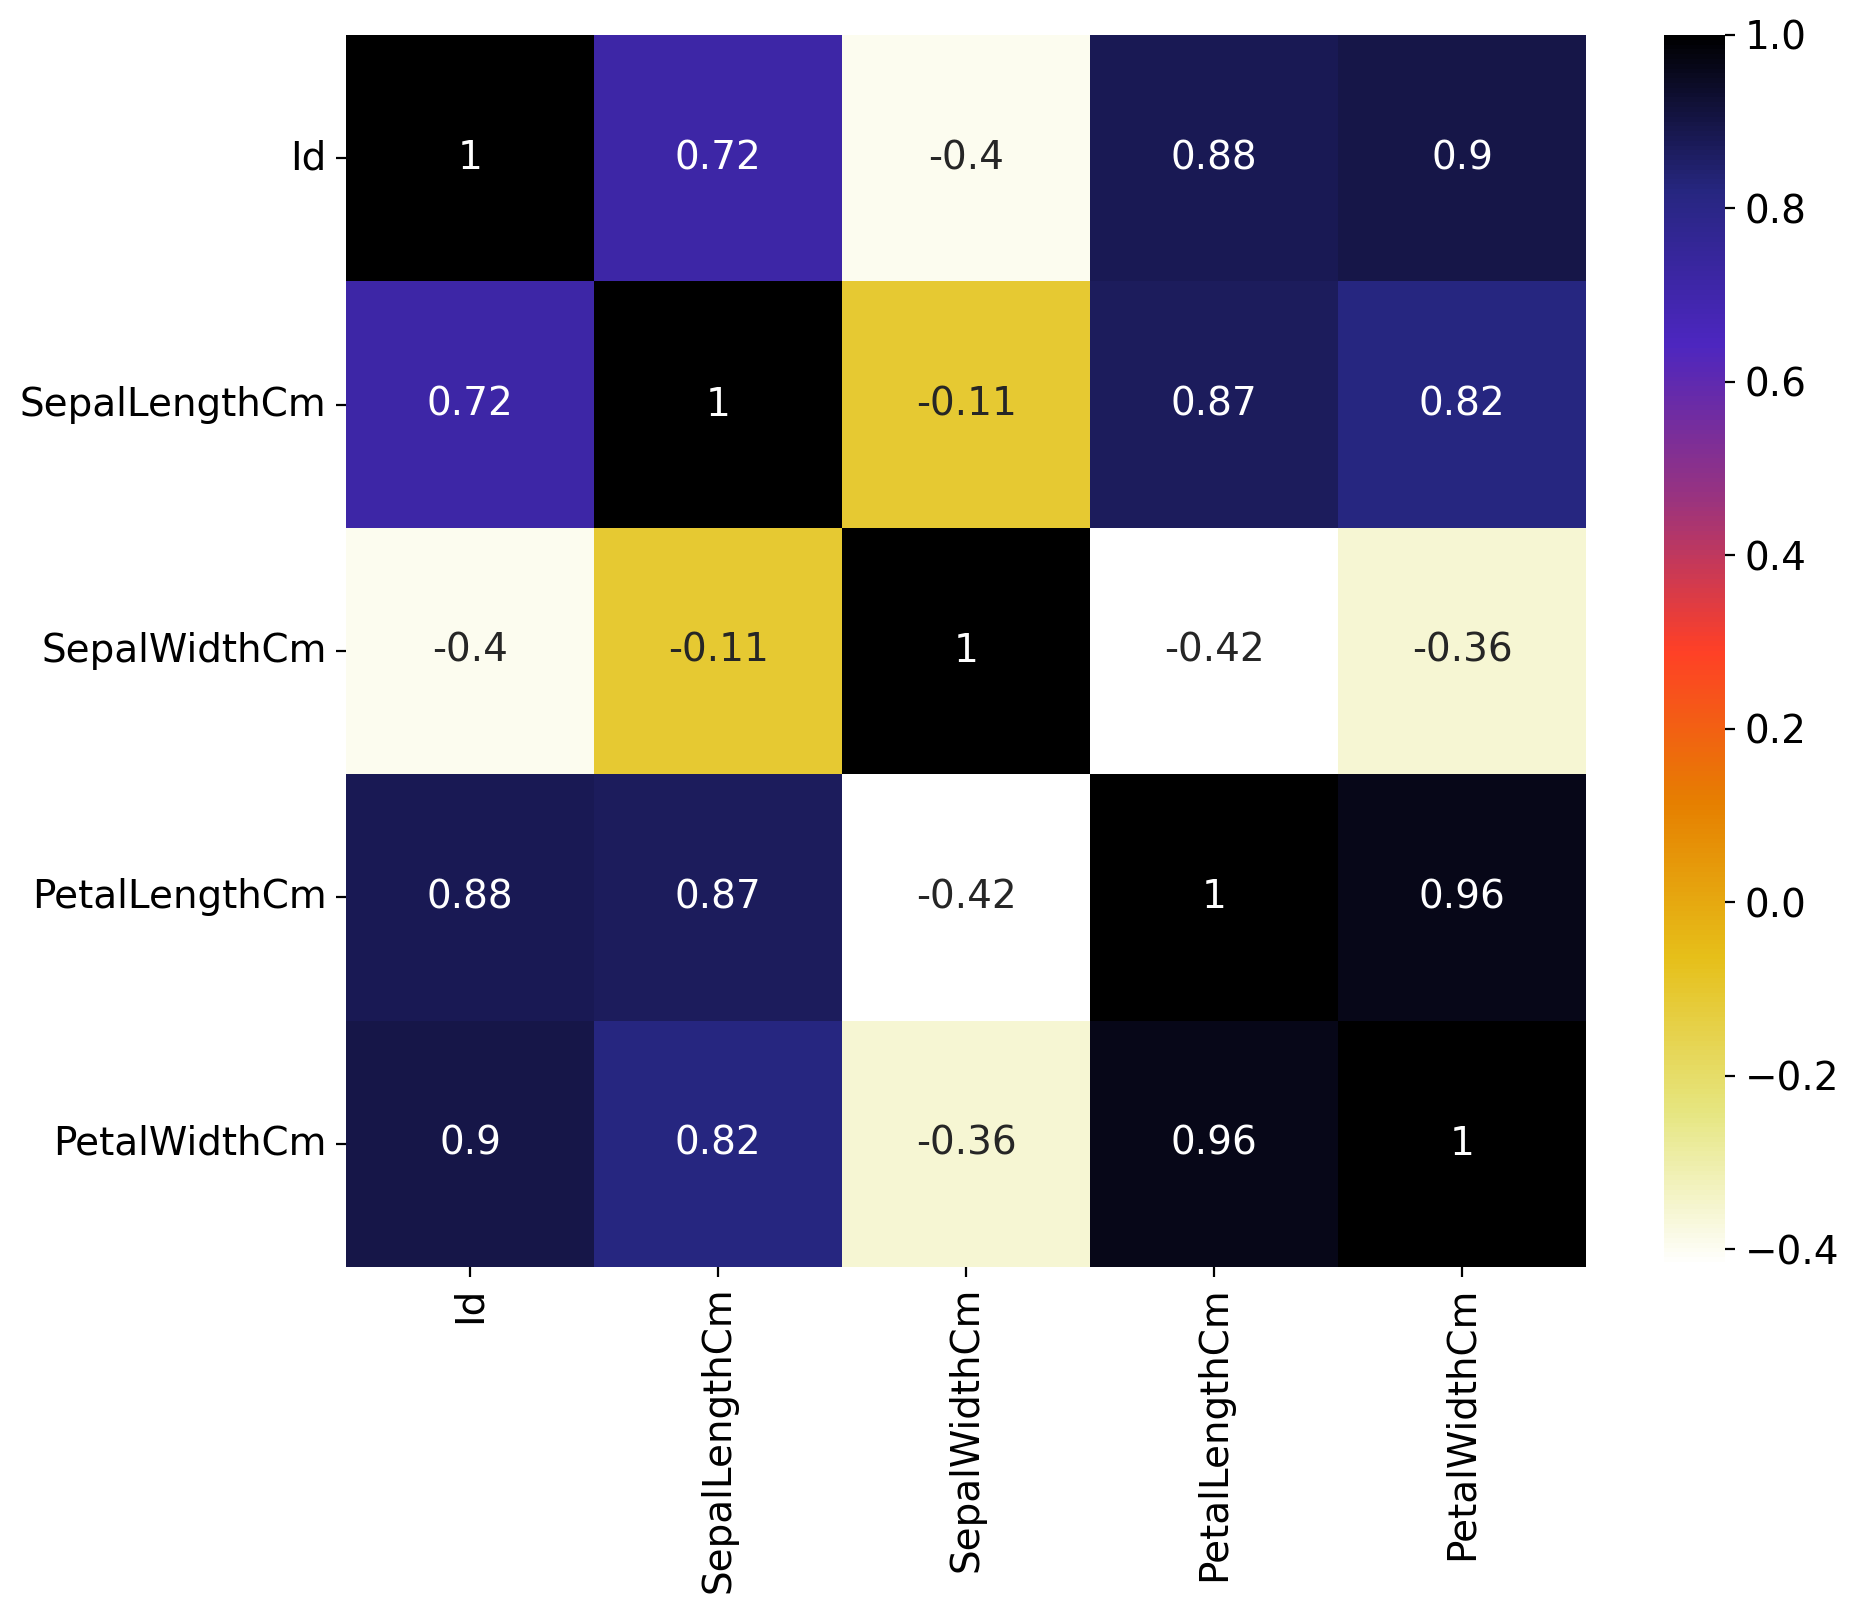 Id 1 0.72 -0.4 0.88 0.9
SepalLengthCm 0.72 1 -0.11 0.87 0.82
SepalWidthCm -0.4 -0.11 1 -0.42 -0.36
PetalLengthCm 0.88 0.87 -0.42 1 0.96
PetalWidthCm 0.9 0.82 -0.36 0.96 1
Id
SepalLengthCm
SepalWidthCm
PetalLengthCm
PetalWidthCm
1.0
0.8
0.6
0.4
0.2
0.0
−0.2
−0.4